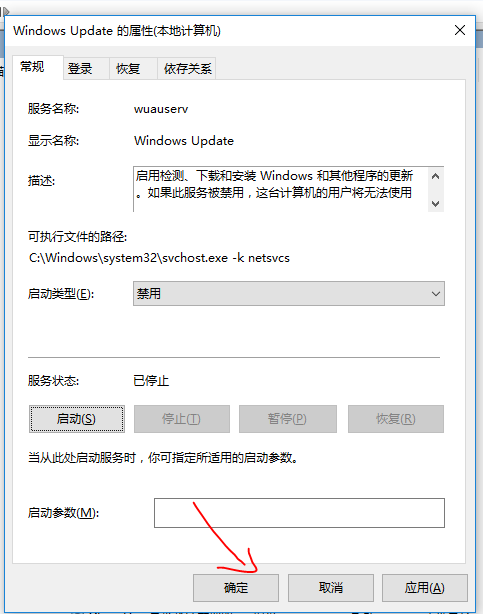 Windows Update 的属性(本地计算机)
常规 登录 恢复 依存关系
服务名称: wuauserv
显示名称: Windows Update
描述: 启用检测、下载和安装 Windows 和其他程序的更新
。如果此服务被禁用，这台计算机的用户将无法使用
可执行文件的路径:
C:\Windows\system32\svchost.exe -k netsvcs
启动类型(E): 禁用
服务状态: 已停止
启动(S) 停止(T) 暂停(P) 恢复(R)
当从此处启动服务时，你可指定所适用的启动参数。
启动参数(M):
确定 取消 应用(A)